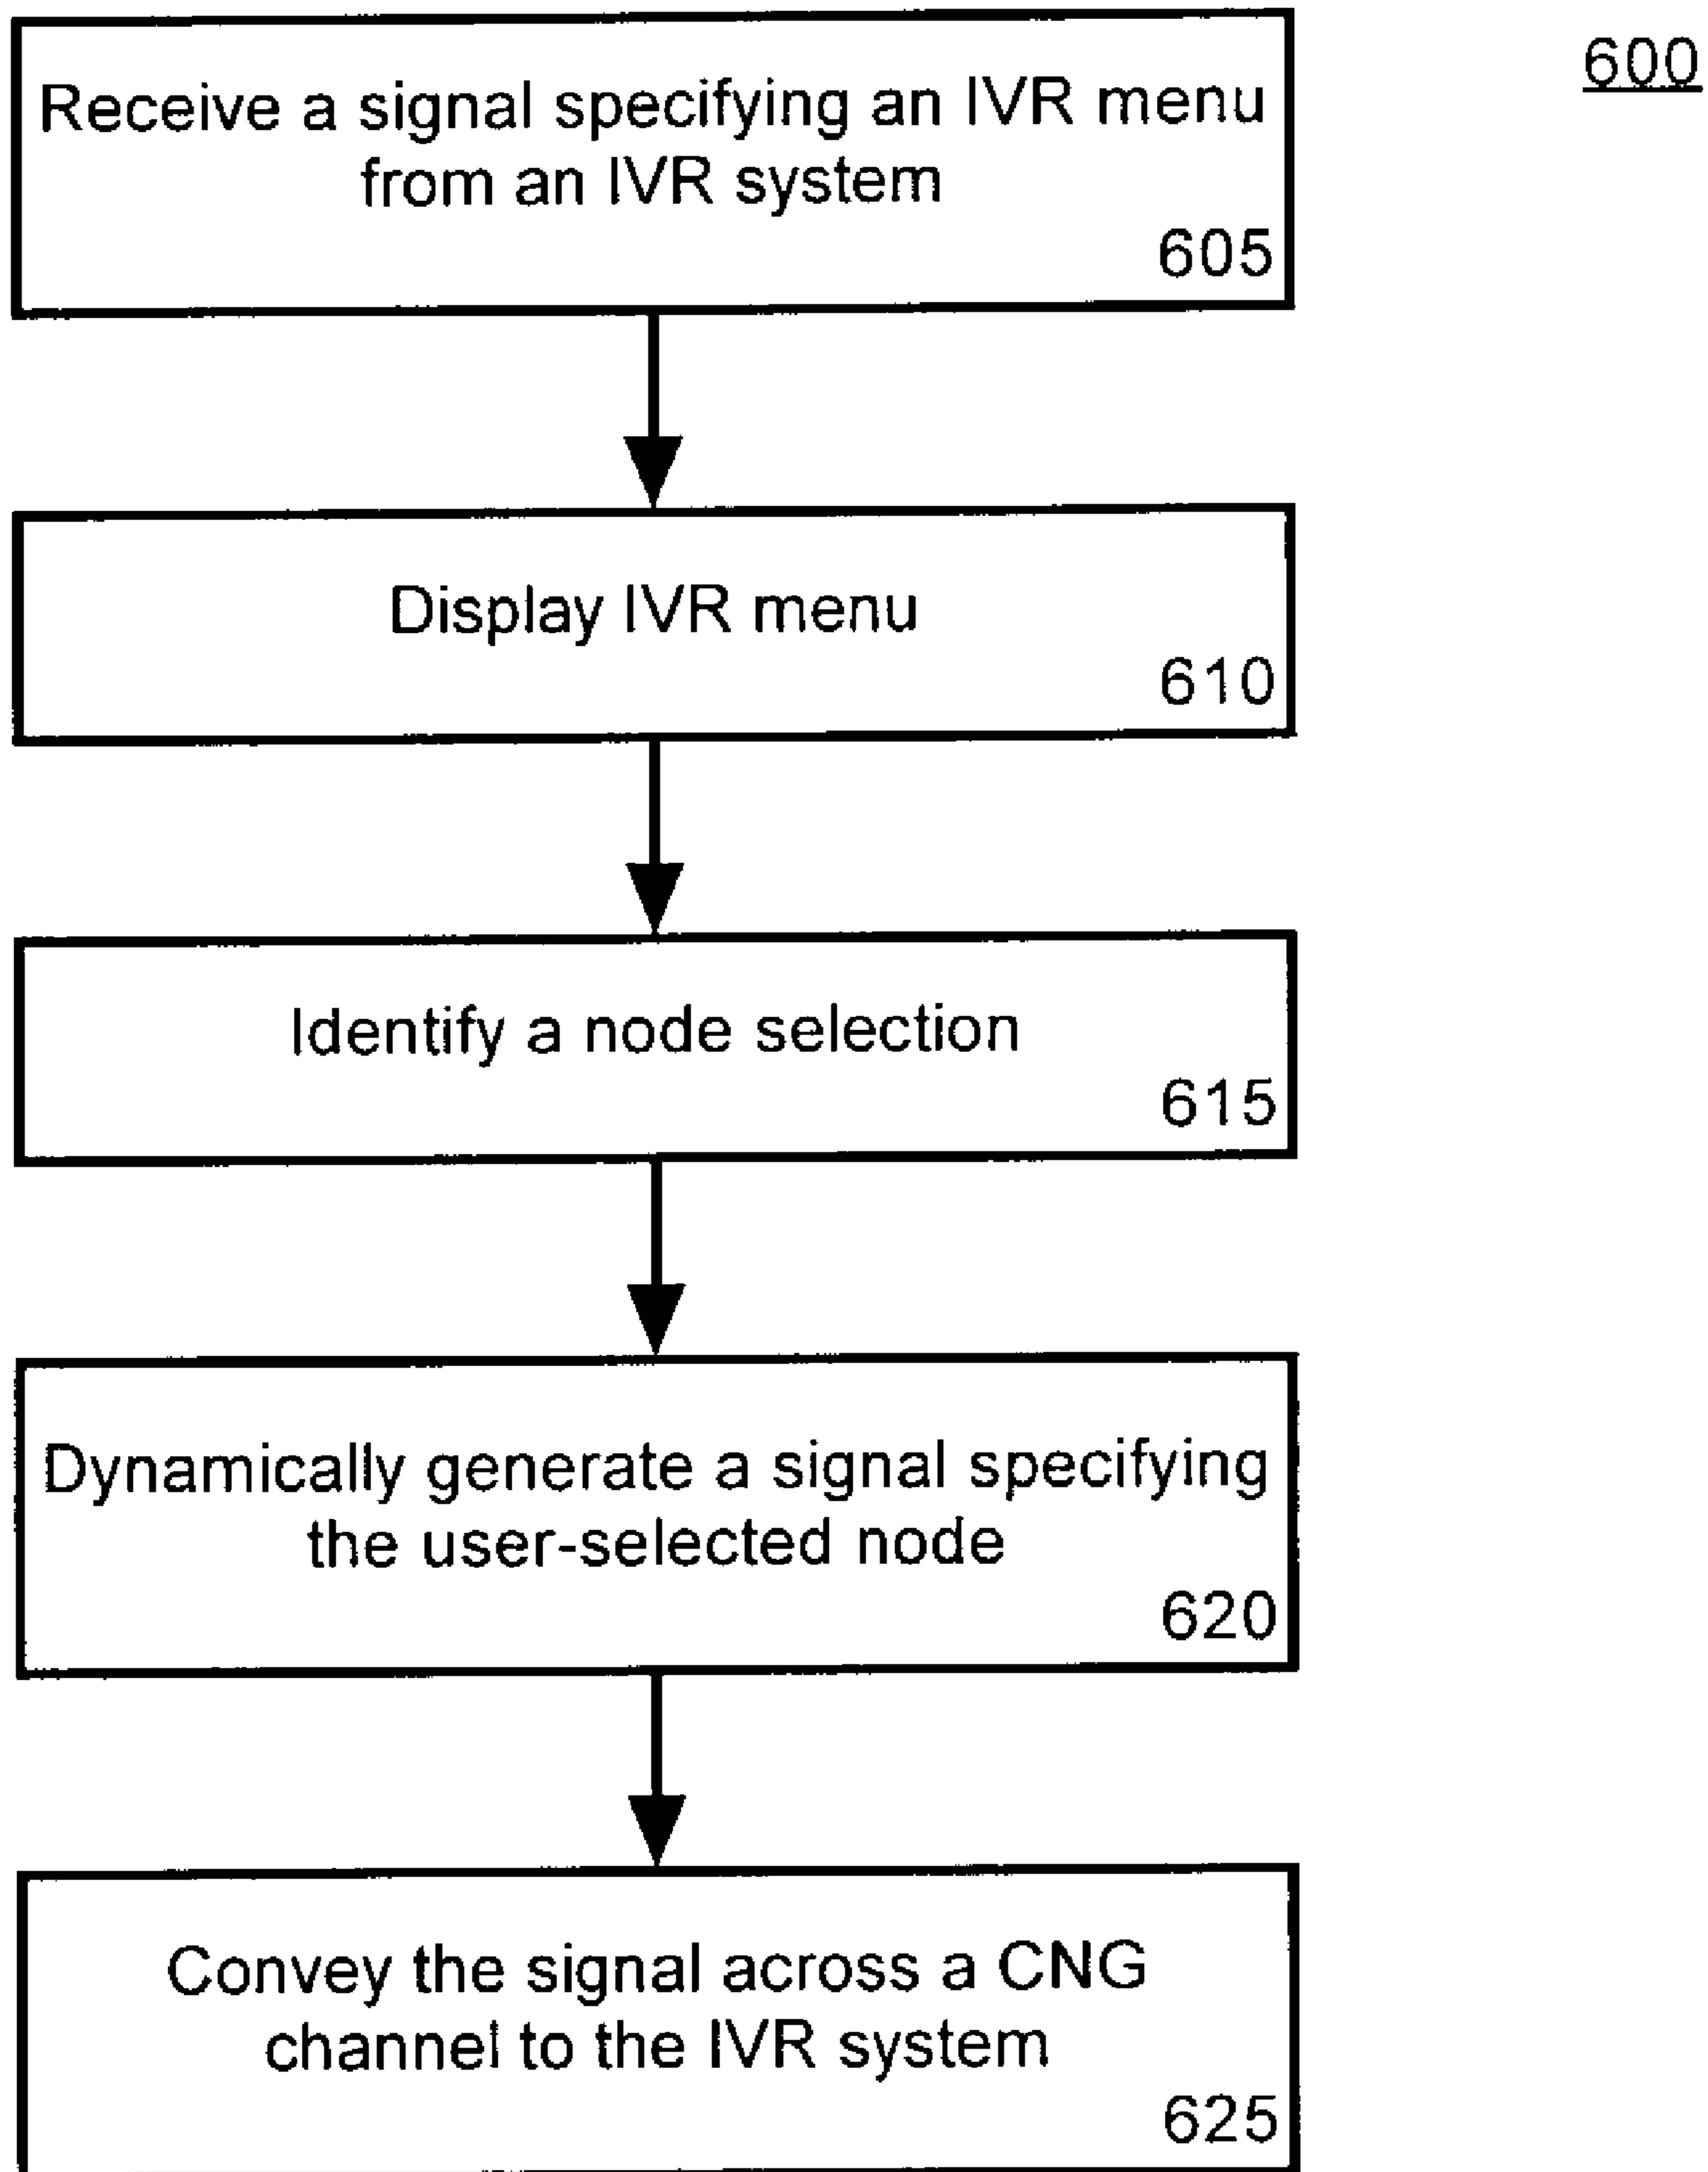 600
Receive a signal specifying an IVR menu
from an IVR system
605
Display IVR menu
610
Identify a node selection
615
Dynamically generate a signal specifying
the user-selected node
620
Convey the signal across a CNG
channel to the IVR system
625